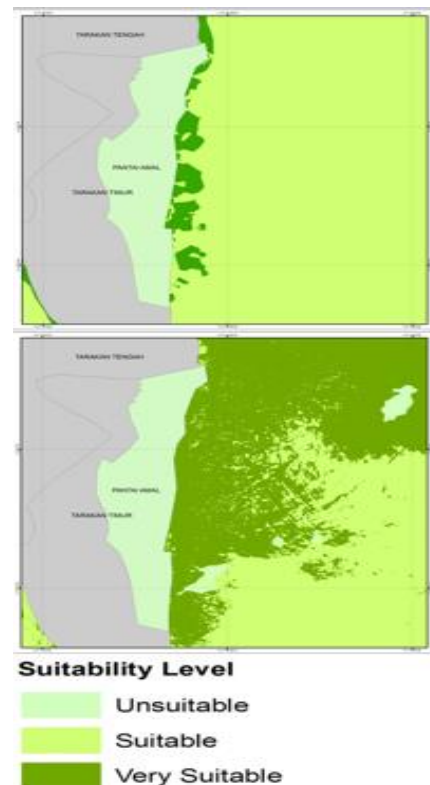 TARAKAN TENGAH
PANTAI AMAL
TARAKAN TIMUR
TARAKAN TENGAH
PANTAI AMAL
TARAKAN TIMUR
Suitability Level
Unsuitable
Suitable
Very Suitable